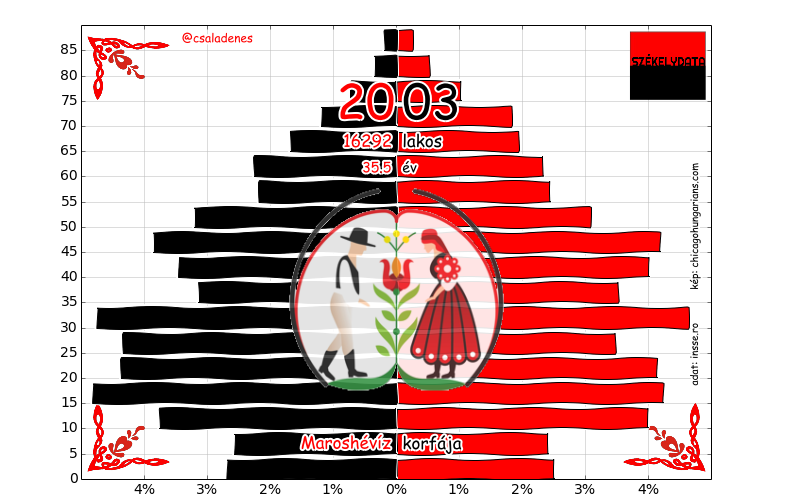 @csaladenes
SZÉKELYDATA
2003
16292 lakos
35.5 év
kép: chicagohungarians.com
adat: insse.ro
Maroshévíz korfája
85
80
75
70
65
60
55
50
45
40
35
30
25
20
15
10
5
0
4% 3% 2% 1% 0% 1% 2% 3% 4%